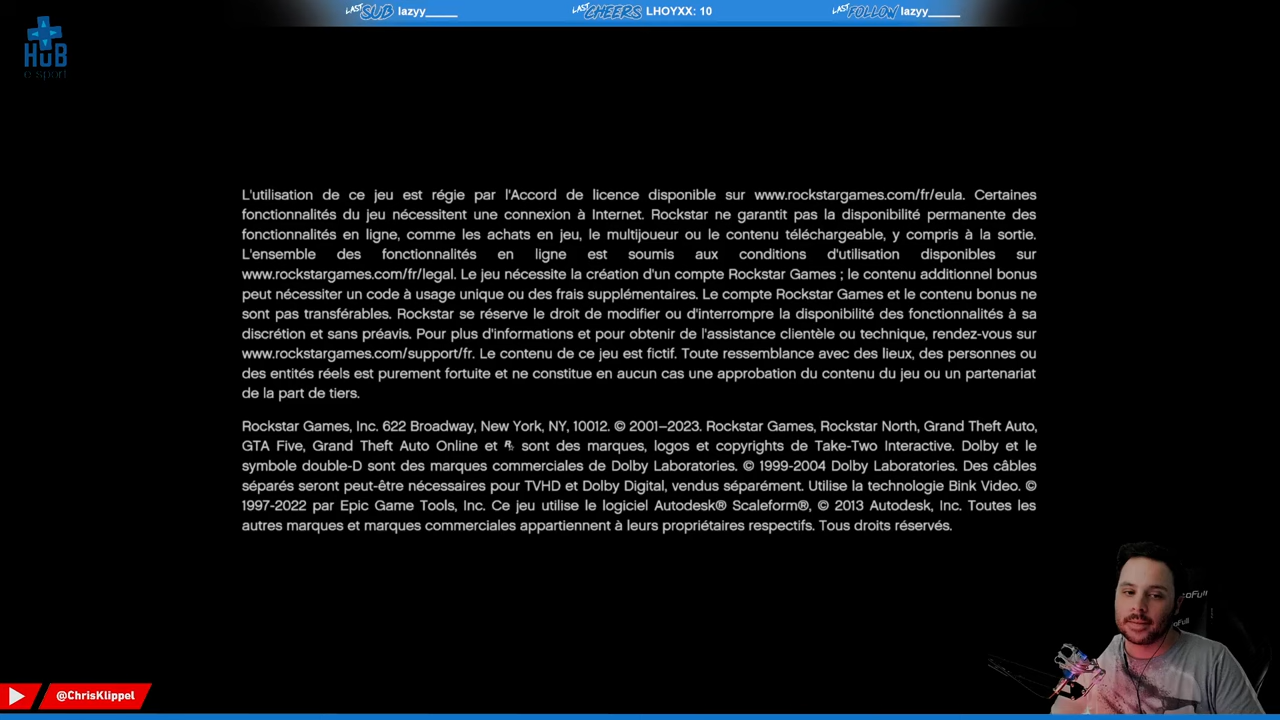 LAST SUB lazyy_____ LAST CHEERS LHOYXX: 10 LAST FOLLOW lazyy_____
HUB
e sport
L'utilisation de ce jeu est régie par l'Accord de licence disponible sur www.rockstargames.com/fr/eula. Certaines
fonctionnalités du jeu nécessitent une connexion à Internet. Rockstar ne garantit pas la disponibilité permanente des
fonctionnalités en ligne, comme les achats en jeu, le multijoueur ou le contenu téléchargeable, y compris à la sortie.
L'ensemble des fonctionnalités en ligne est soumis aux conditions d'utilisation disponibles sur
www.rockstargames.com/fr/legal. Le jeu nécessite la création d'un compte Rockstar Games ; le contenu additionnel bonus
peut nécessiter un code à usage unique ou des frais supplémentaires. Le compte Rockstar Games et le contenu bonus ne
sont pas transférables. Rockstar se réserve le droit de modifier ou d'interrompre la disponibilité des fonctionnalités à sa
discrétion et sans préavis. Pour plus d'informations et pour obtenir de l'assistance clientèle ou technique, rendez-vous sur
www.rockstargames.com/support/fr. Le contenu de ce jeu est fictif. Toute ressemblance avec des lieux, des personnes ou
des entités réels est purement fortuite et ne constitue en aucun cas une approbation du contenu du jeu ou un partenariat
de la part de tiers.
Rockstar Games, Inc. 622 Broadway, New York, NY, 10012. © 2001–2023. Rockstar Games, Rockstar North, Grand Theft Auto,
GTA Five, Grand Theft Auto Online et R* sont des marques, logos et copyrights de Take-Two Interactive. Dolby et le
symbole double-D sont des marques commerciales de Dolby Laboratories. © 1999-2004 Dolby Laboratories. Des câbles
séparés seront peut-être nécessaires pour TVHD et Dolby Digital, vendus séparément. Utilise la technologie Bink Video. ©
1997-2022 par Epic Game Tools, Inc. Ce jeu utilise le logiciel Autodesk® Scaleform®, © 2013 Autodesk, Inc. Toutes les
autres marques et marques commerciales appartiennent à leurs propriétaires respectifs. Tous droits réservés.
@ChrisKlippel